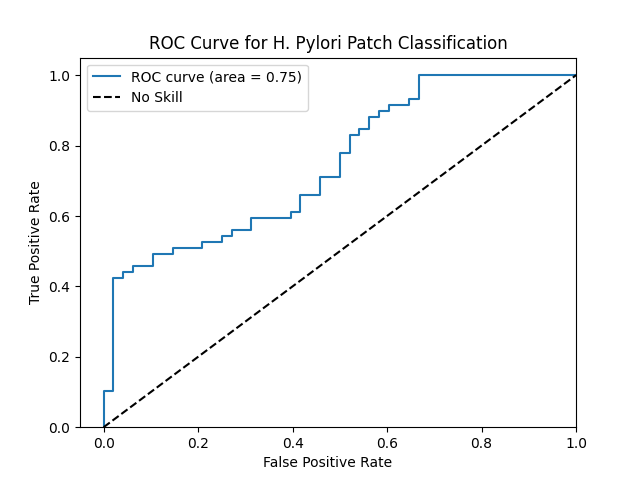 ROC Curve for H. Pylori Patch Classification
1.0
0.8
0.6
0.4
0.2
0.0
True Positive Rate
ROC curve (area = 0.75)
No Skill
0.0 0.2 0.4 0.6 0.8 1.0
False Positive Rate